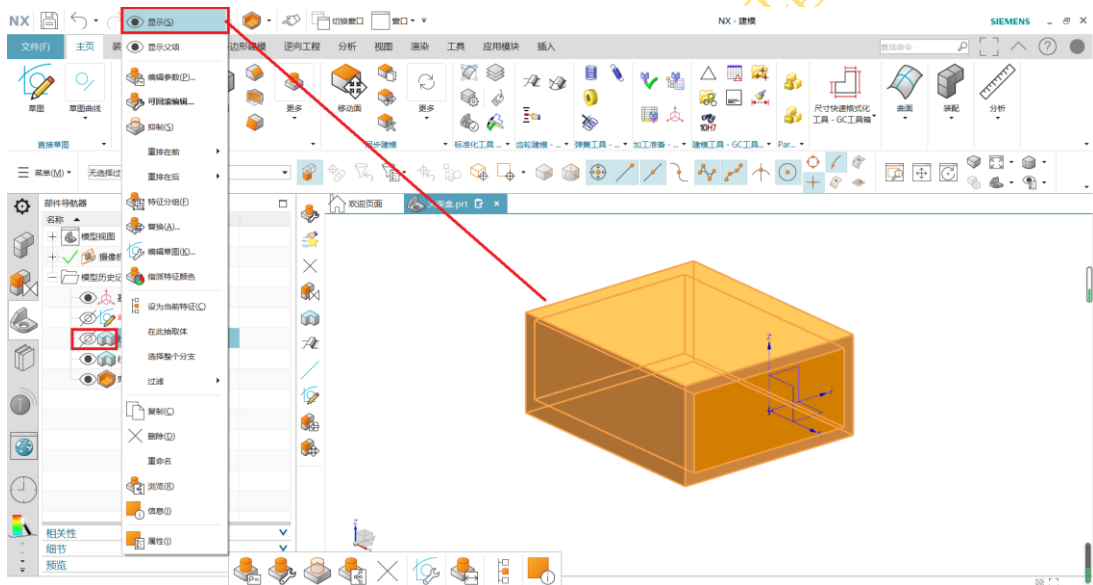 NX
切换窗口
窗口
NX - 建模
SIEMENS
文件(F)
主页
装
边形建模
逆向工程
分析
视图
渲染
工具
应用模块
插入
查找命令
草图
草图曲线
更多
移动面
更多
10H7
尺寸快速格式化工具 - GC工具箱
曲面
装配
分析
直接草图
同步建模
标准化工具 ...
齿轮建模 - ...
弹簧工具 - ...
加工准备 - ...
建模工具 - GC工具...
Par...
菜单(M)
无选择过
部件导航器
名称
模型视图
摄像机
模型历史记
相关性
细节
预览
显示(S)
显示父项
编辑参数(P)...
可回滚编辑...
抑制(S)
重排在前
重排在后
特征分组(F)
替换(A)...
编辑草图(K)...
指派特征颜色
设为当前特征(C)
在此抽取体
选择整个分支
过滤
复制(C)
删除(D)
重命名
浏览(R)
信息(I)
属性(I)
欢迎页面
盒.prt
Z
Y
Z
P=